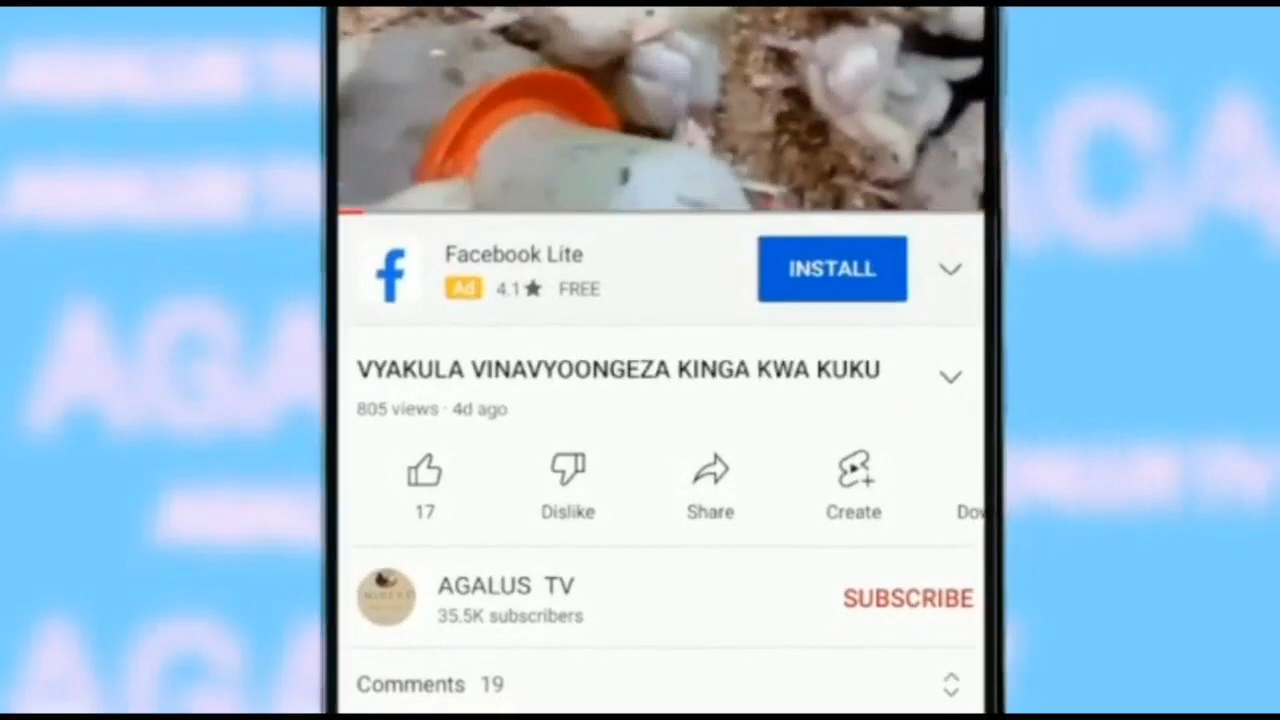 Facebook Lite
INSTALL
Ad 4.1★ FREE
VYAKULA VINAVYOONGEZA KINGA KWA KUKU
805 views · 4d ago
17 Dislike Share Create
AGALUS TV
SUBSCRIBE
35.5K subscribers
Comments 19